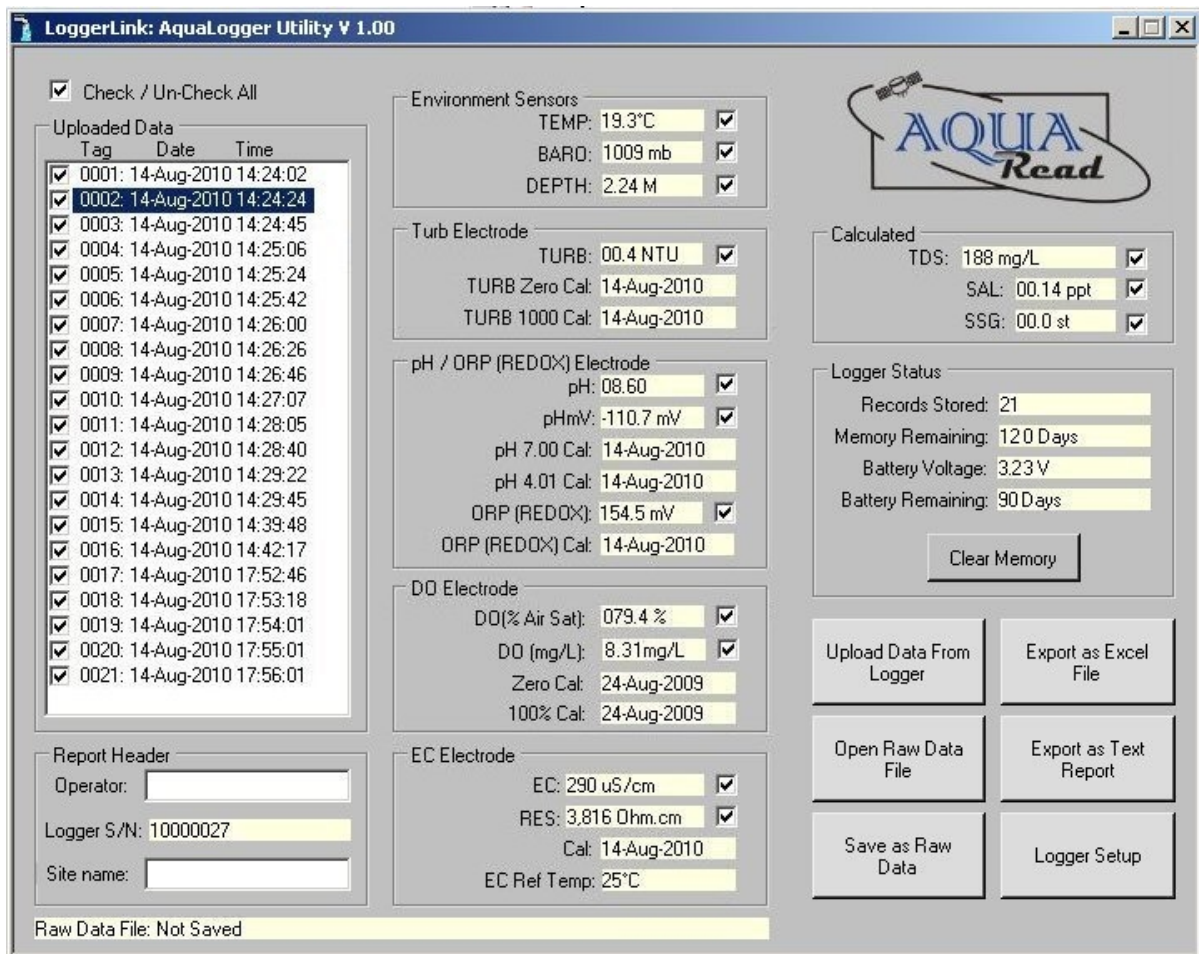 LoggerLink: AquaLogger Utility V 1.00
Check / Un-Check All
Uploaded Data
Tag Date Time
0001: 14-Aug-2010 14:24:02
0002: 14-Aug-2010 14:24:24
0003: 14-Aug-2010 14:24:45
0004: 14-Aug-2010 14:25:06
0005: 14-Aug-2010 14:25:24
0006: 14-Aug-2010 14:25:42
0007: 14-Aug-2010 14:26:00
0008: 14-Aug-2010 14:26:26
0009: 14-Aug-2010 14:26:46
0010: 14-Aug-2010 14:27:07
0011: 14-Aug-2010 14:28:05
0012: 14-Aug-2010 14:28:40
0013: 14-Aug-2010 14:29:22
0014: 14-Aug-2010 14:29:45
0015: 14-Aug-2010 14:39:48
0016: 14-Aug-2010 14:42:17
0017: 14-Aug-2010 17:52:46
0018: 14-Aug-2010 17:53:18
0019: 14-Aug-2010 17:54:01
0020: 14-Aug-2010 17:55:01
0021: 14-Aug-2010 17:56:01
Report Header
Operator:
Logger S/N: 10000027
Site name:
Environment Sensors
TEMP: 19.3°C
BARO: 1009 mb
DEPTH: 2.24 M
Turb Electrode
TURB: 00.4 NTU
TURB Zero Cal: 14-Aug-2010
TURB 1000 Cal: 14-Aug-2010
pH / ORP (REDOX) Electrode
pH: 08.60
pHmV: -110.7 mV
pH 7.00 Cal: 14-Aug-2010
pH 4.01 Cal: 14-Aug-2010
ORP (REDOX): 154.5 mV
ORP (REDOX) Cal: 14-Aug-2010
DO Electrode
DO(% Air Sat): 079.4 %
DO (mg/L): 8.31mg/L
Zero Cal: 24-Aug-2009
100% Cal: 24-Aug-2009
EC Electrode
EC: 290 uS/cm
RES: 3,816 Ohm.cm
Cal: 14-Aug-2010
EC Ref Temp: 25°C
AQUA
Read
Calculated
TDS: 188 mg/L
SAL: 00.14 ppt
SSG: 00.0 st
Logger Status
Records Stored: 21
Memory Remaining: 120 Days
Battery Voltage: 3.23 V
Battery Remaining: 90 Days
Clear Memory
Upload Data From
Logger
Export as Excel
File
Open Raw Data
File
Export as Text
Report
Save as Raw
Data
Logger Setup
Raw Data File: Not Saved